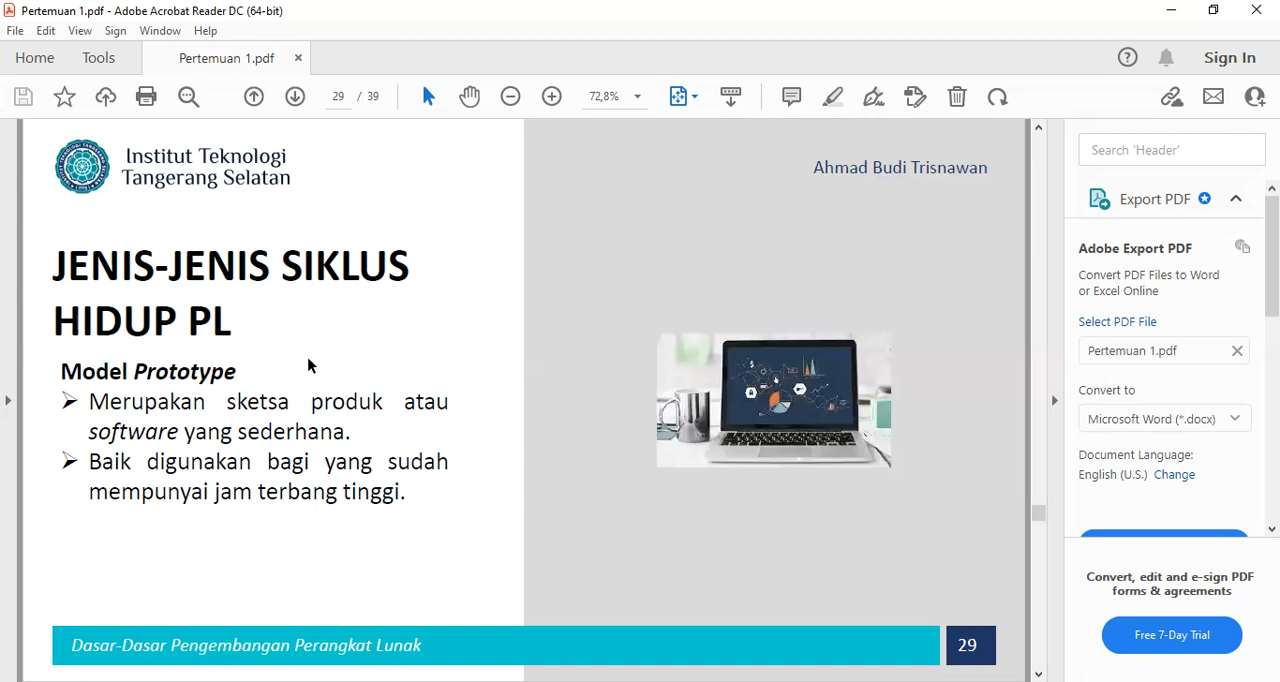 Pertemuan 1.pdf - Adobe Acrobat Reader DC (64-bit)
File Edit View Sign Window Help
Home Tools Pertemuan 1.pdf
Sign In
29 / 39
72,8%
Institut Teknologi
Tangerang Selatan
Ahmad Budi Trisnawan
JENIS-JENIS SIKLUS
HIDUP PL
Model Prototype
Merupakan sketsa produk atau
software yang sederhana.
Baik digunakan bagi yang sudah
mempunyai jam terbang tinggi.
Dasar-Dasar Pengembangan Perangkat Lunak
29
Search 'Header'
Export PDF
Adobe Export PDF
Convert PDF Files to Word
or Excel Online
Select PDF File
Pertemuan 1.pdf
Convert to
Microsoft Word (*.docx)
Document Language:
English (U.S.) Change
Convert, edit and e-sign PDF
forms & agreements
Free 7-Day Trial